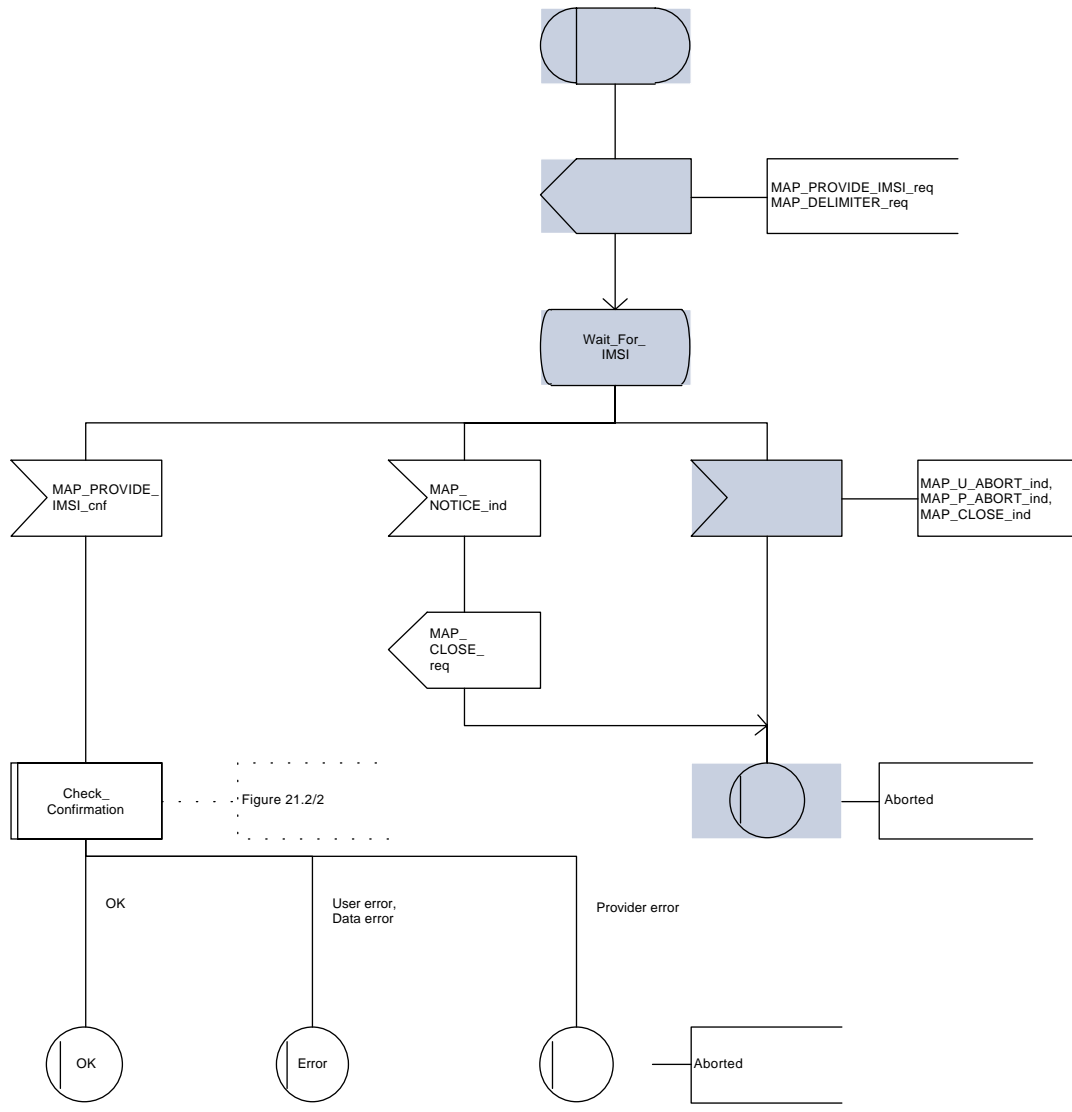 MAP_PROVIDE_IMSI_req
MAP_DELIMITER_req
Wait_For_
IMSI
MAP_PROVIDE_
IMSI_cnf
MAP_
NOTICE_ind
MAP_U_ABORT_ind,
MAP_P_ABORT_ind,
MAP_CLOSE_ind
MAP_
CLOSE_
req
Check_
Confirmation
Figure 21.2/2
Aborted
OK
User error,
Data error
Provider error
OK
Error
Aborted